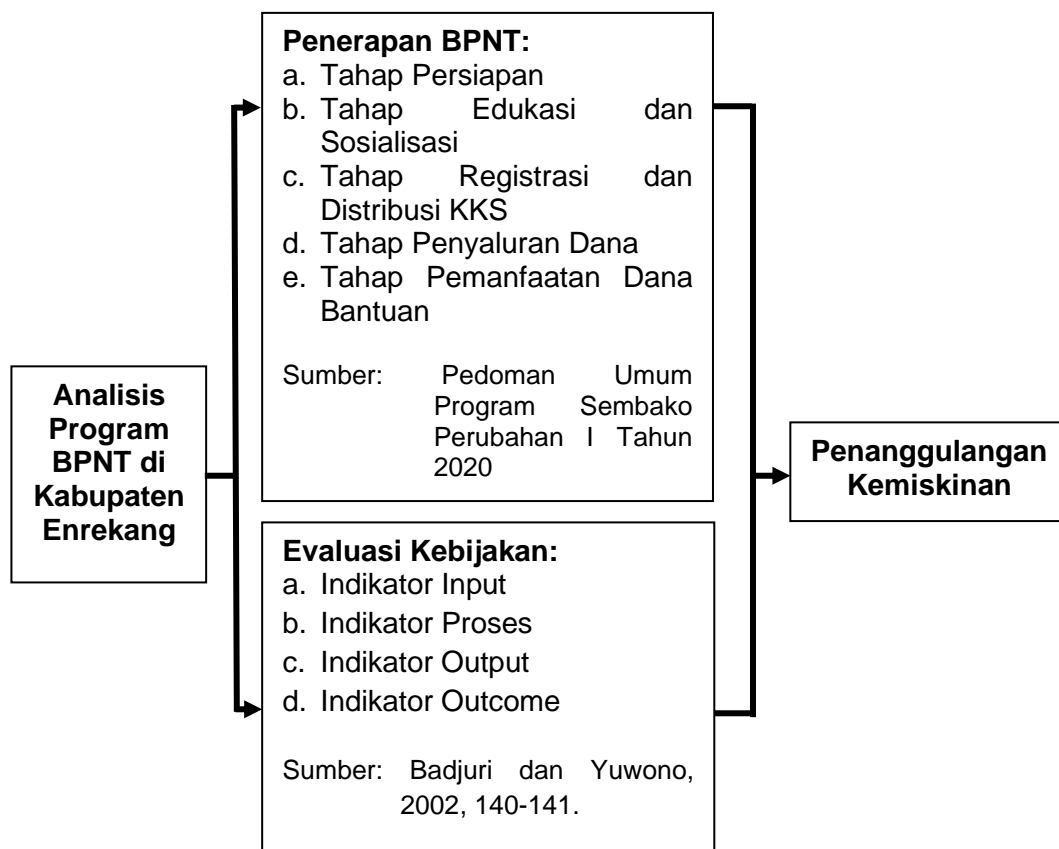 Analisis
Program
BPNT di
Kabupaten
Enrekang
Penerapan BPNT:
a. Tahap Persiapan
b. Tahap Edukasi dan
Sosialisasi
c. Tahap Registrasi dan
Distribusi KKS
d. Tahap Penyaluran Dana
e. Tahap Pemanfaatan Dana
Bantuan
Sumber: Pedoman Umum
Program Sembako
Perubahan I Tahun
2020
Evaluasi Kebijakan:
a. Indikator Input
b. Indikator Proses
c. Indikator Output
d. Indikator Outcome
Sumber: Badjuri dan Yuwono,
2002, 140-141.
Penanggulangan
Kemiskinan